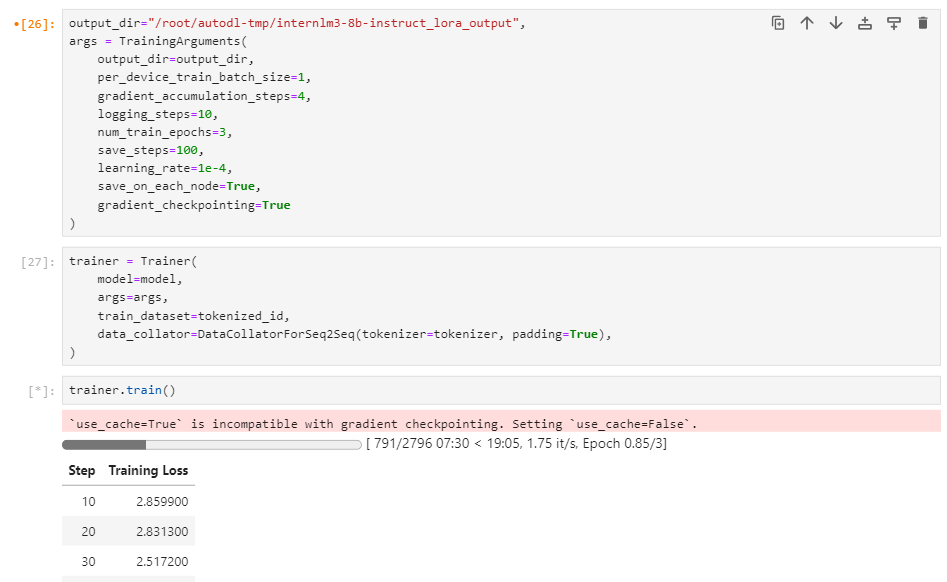 [26]:
output_dir="/root/autodl-tmp/internlm3-8b-instruct_lora_output",
args = TrainingArguments(
    output_dir=output_dir,
    per_device_train_batch_size=1,
    gradient_accumulation_steps=4,
    logging_steps=10,
    num_train_epochs=3,
    save_steps=100,
    learning_rate=1e-4,
    save_on_each_node=True,
    gradient_checkpointing=True
)
[27]:
trainer = Trainer(
    model=model,
    args=args,
    train_dataset=tokenized_id,
    data_collator=DataCollatorForSeq2Seq(tokenizer=tokenizer, padding=True),
)
[*]:
trainer.train()
`use_cache=True` is incompatible with gradient checkpointing. Setting `use_cache=False`.
[ 791/2796 07:30 < 19:05, 1.75 it/s, Epoch 0.85/3]
Step Training Loss
10 2.859900
20 2.831300
30 2.517200